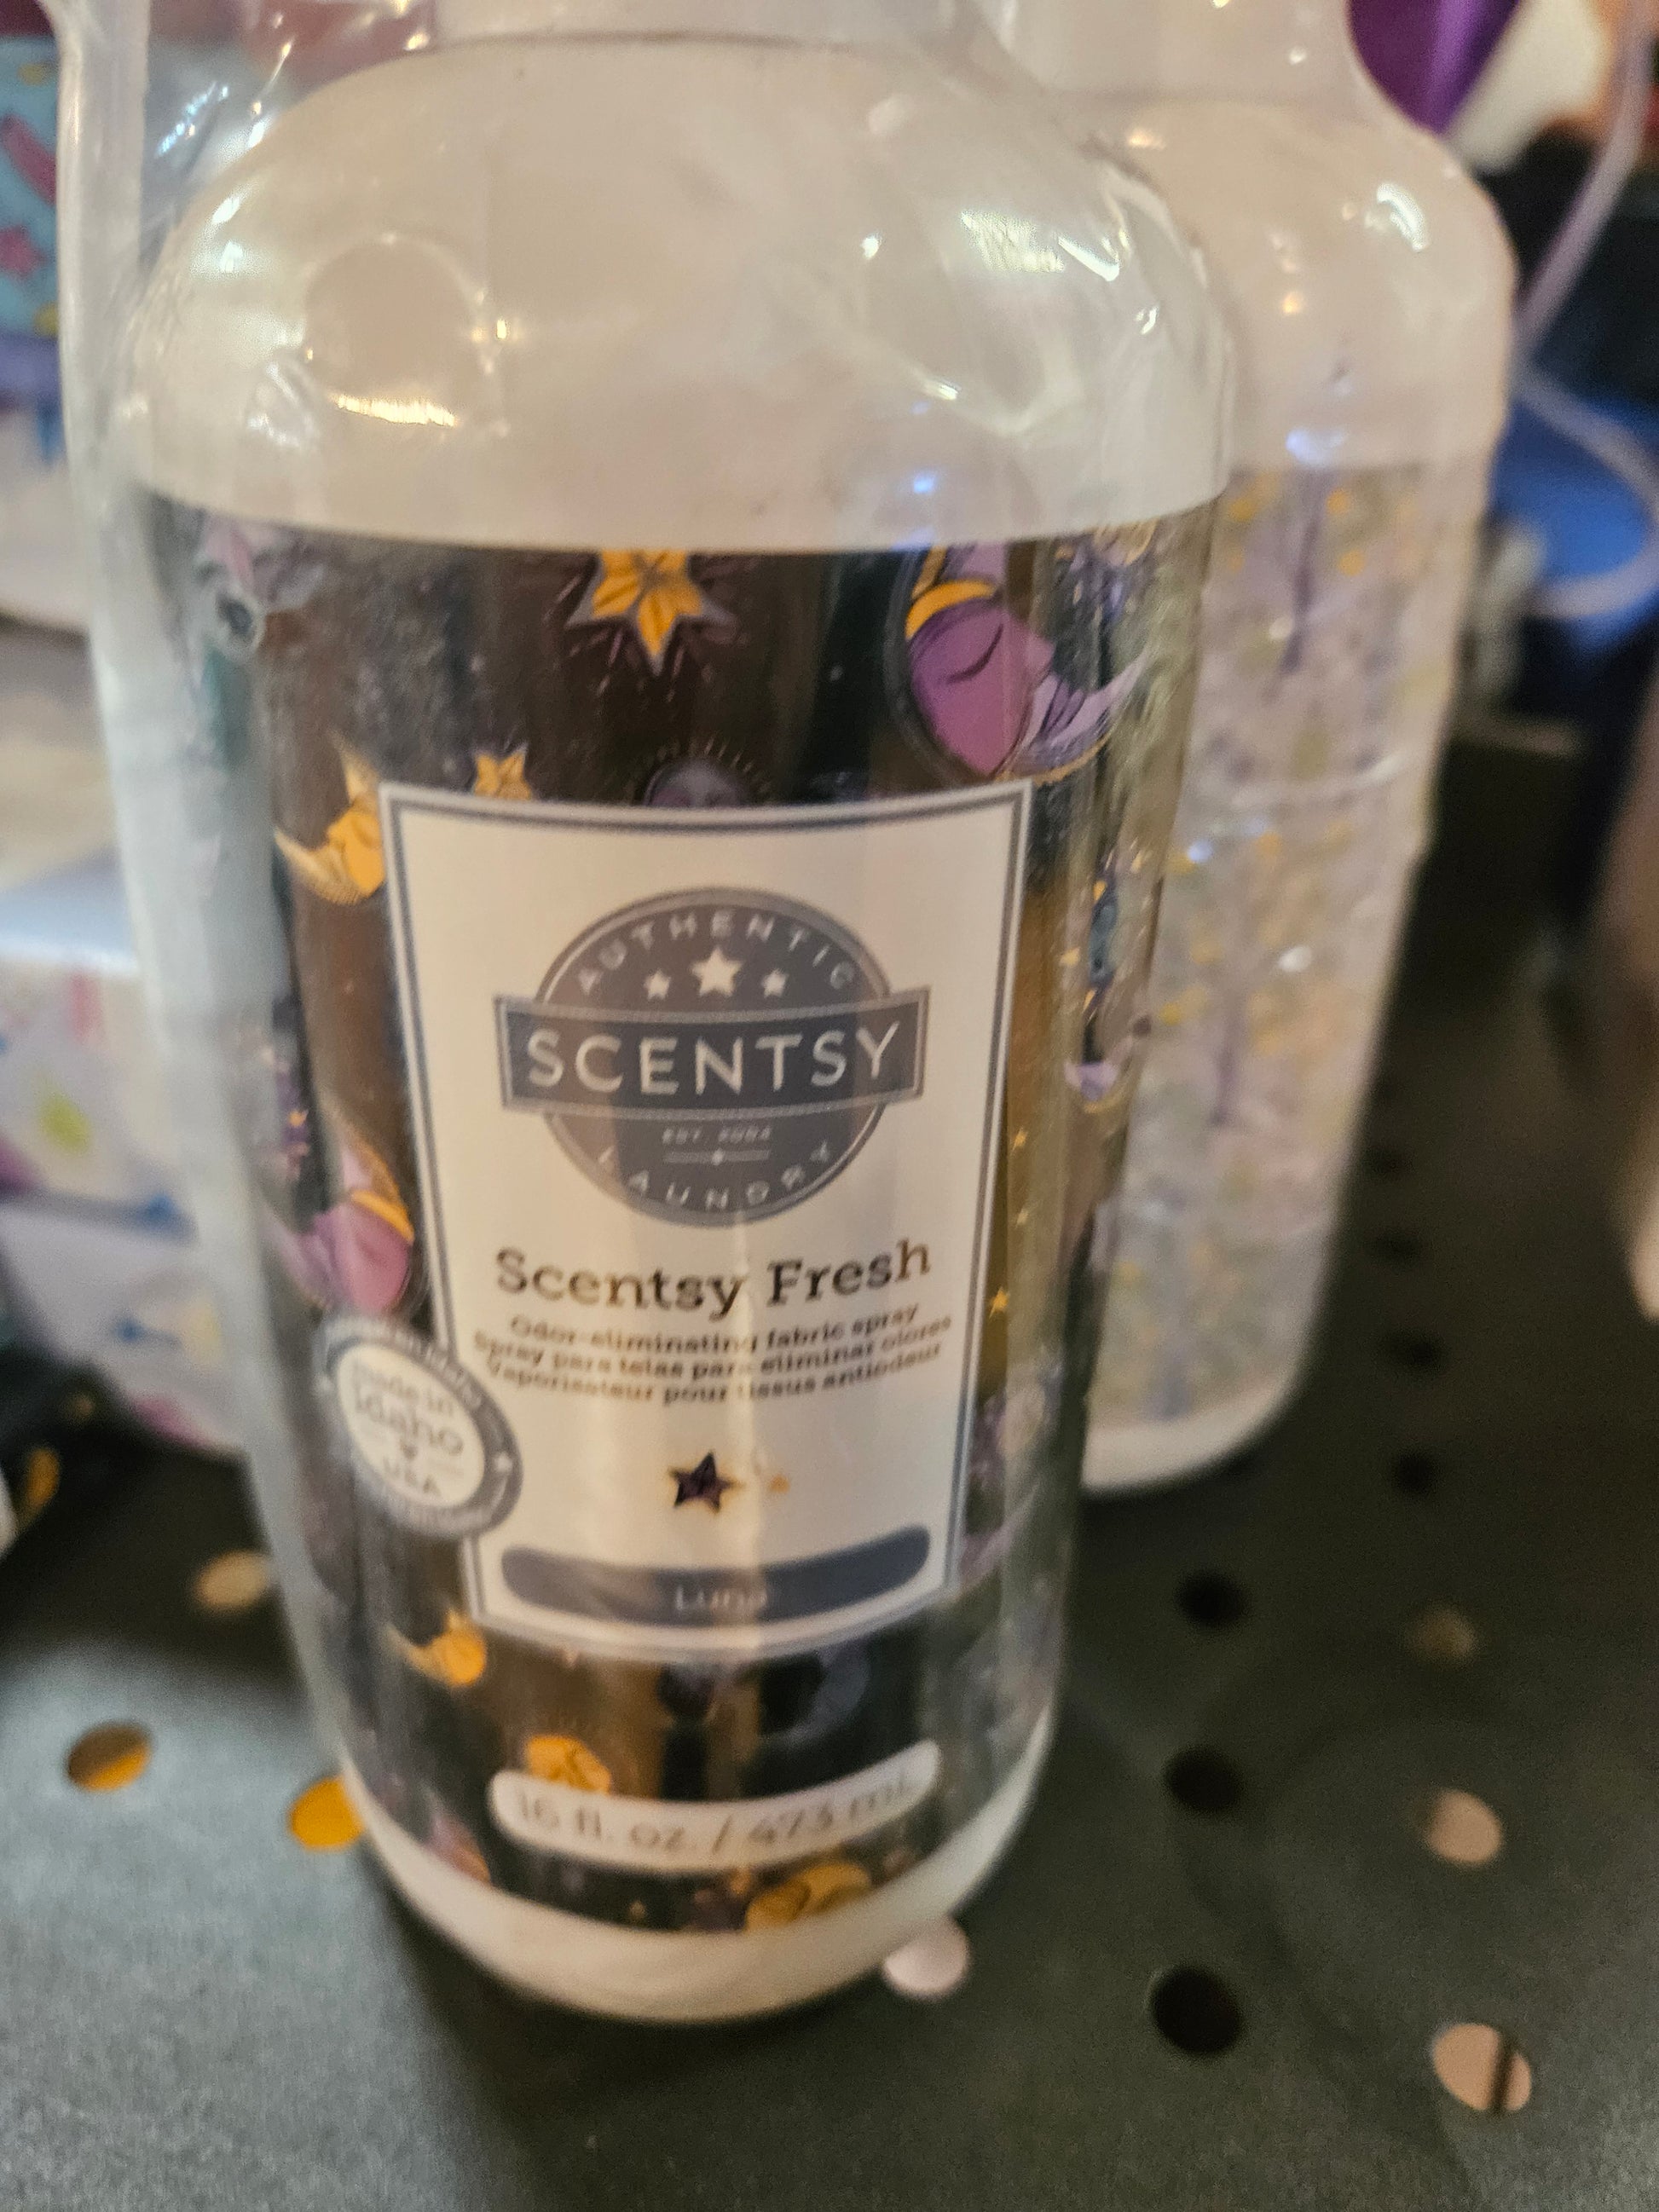 AUTHENTIC
SCENTSY
EST. 2004
LAUNDRY
Scentsy Fresh
Odor-eliminating fabric spray
Spray para telas para eliminar olores
Vaporisateur pour tissus antiodeur
made in
Idaho
USA
Luna
16 fl. oz. / 473 mL